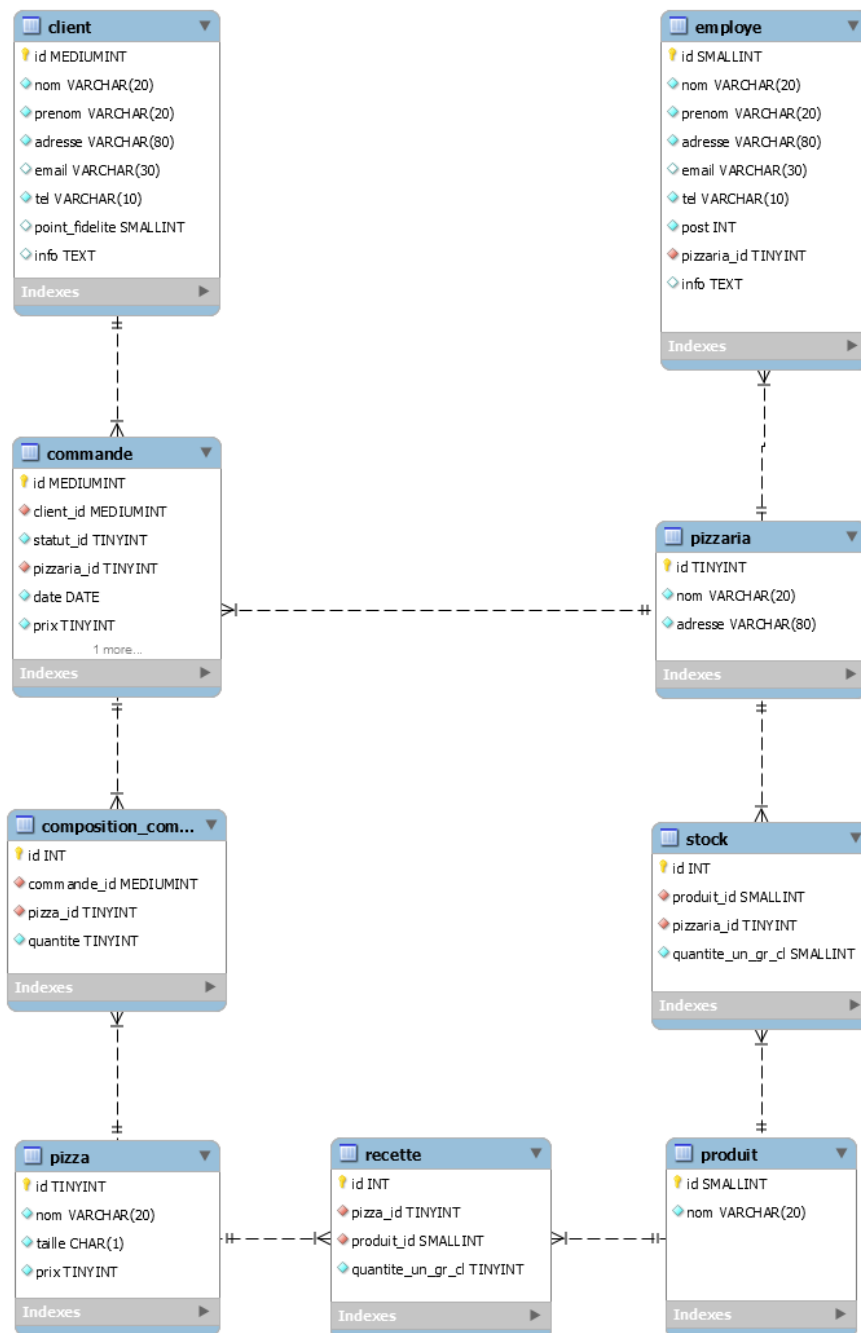 client
id MEDIUMINT
nom VARCHAR(20)
prenom VARCHAR(20)
adresse VARCHAR(80)
email VARCHAR(30)
tel VARCHAR(10)
point_fidelite SMALLINT
info TEXT
Indexes
employe
id SMALLINT
nom VARCHAR(20)
prenom VARCHAR(20)
adresse VARCHAR(80)
email VARCHAR(30)
tel VARCHAR(10)
post INT
pizzaria_id TINYINT
info TEXT
Indexes
commande
id MEDIUMINT
client_id MEDIUMINT
statut_id TINYINT
pizzaria_id TINYINT
date DATE
prix TINYINT
1 more...
Indexes
pizzaria
id TINYINT
nom VARCHAR(20)
adresse VARCHAR(80)
Indexes
composition_com...
id INT
commande_id MEDIUMINT
pizza_id TINYINT
quantite TINYINT
Indexes
stock
id INT
produit_id SMALLINT
pizzaria_id TINYINT
quantite_un_gr_cl SMALLINT
Indexes
pizza
id TINYINT
nom VARCHAR(20)
taille CHAR(1)
prix TINYINT
Indexes
recette
id INT
pizza_id TINYINT
produit_id SMALLINT
quantite_un_gr_cl TINYINT
Indexes
produit
id SMALLINT
nom VARCHAR(20)
Indexes